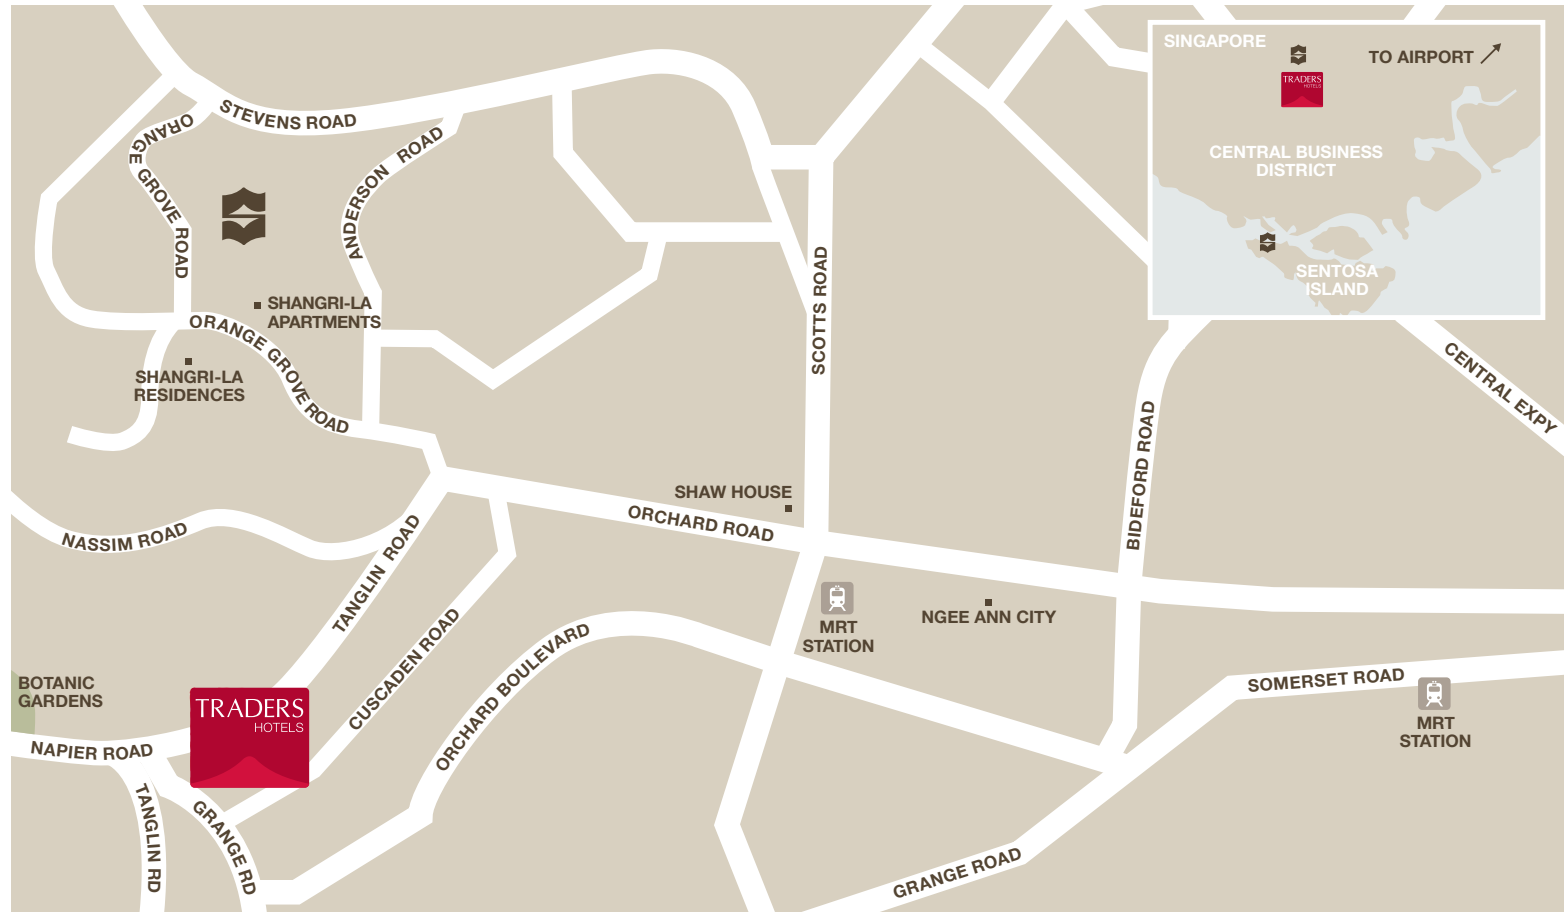 SINGAPORE
TO AIRPORT
TRADERS
HOTELS
CENTRAL BUSINESS
DISTRICT
SENTOSA
ISLAND
STEVENS ROAD
ORANGE GROVE ROAD
ANDERSON ROAD
SHANGRI-LA
APARTMENTS
ORANGE GROVE ROAD
SHANGRI-LA
RESIDENCES
SCOTTS ROAD
CENTRAL EXPY
BIDEFORD ROAD
SHAW HOUSE
ORCHARD ROAD
NASSIM ROAD
TANGLIN ROAD
CUSCADEN ROAD
ORCHARD BOULEVARD
MRT
STATION
NGEE ANN CITY
BOTANIC
GARDENS
TRADERS
HOTELS
NAPIER ROAD
TANGLIN RD
GRANGE RD
SOMERSET ROAD
MRT
STATION
GRANGE ROAD